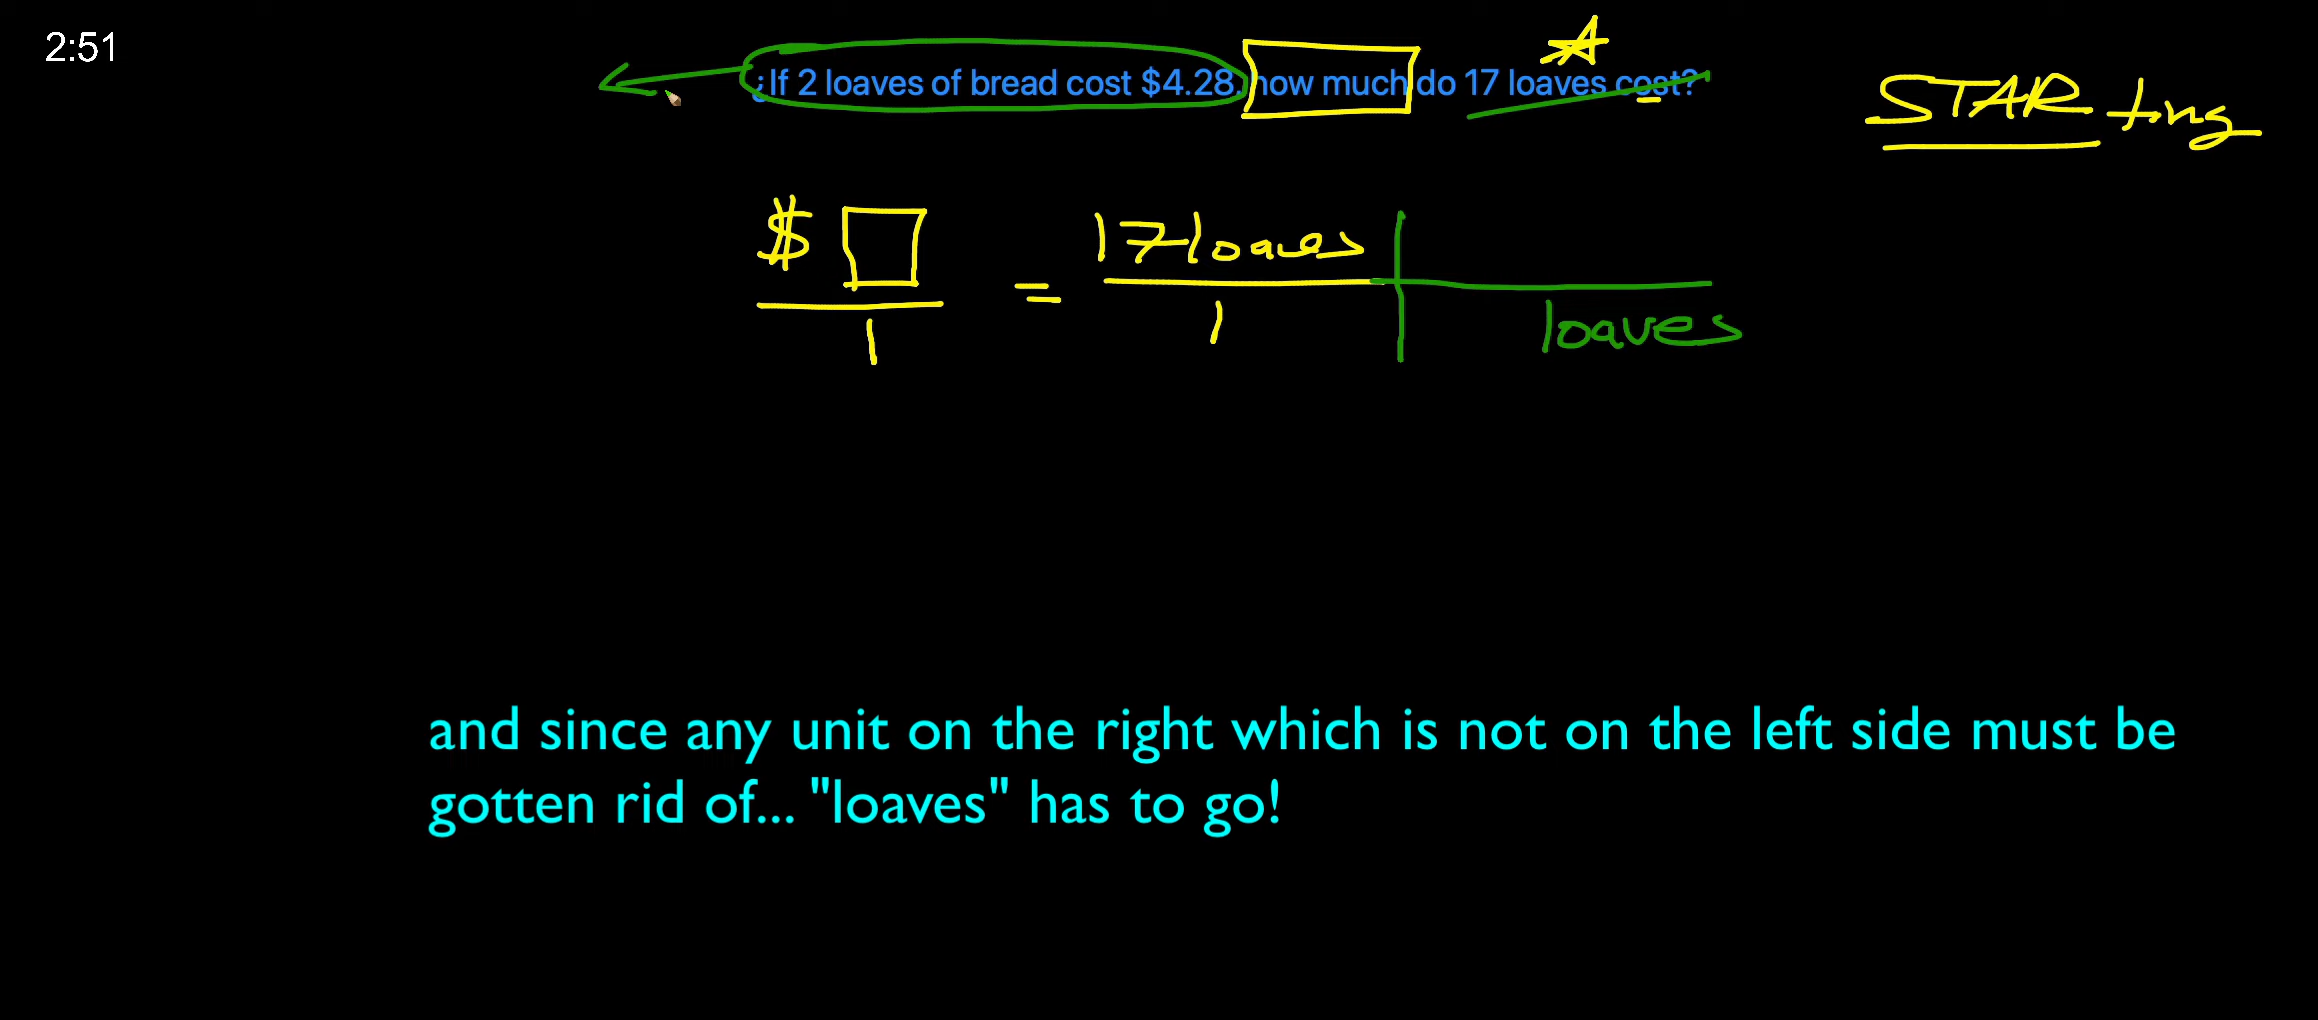 2:51
¿If 2 loaves of bread cost $4.28, how much do 17 loaves cost?
STARting
$ = 17 loaves
1 1 loaves
and since any unit on the right which is not on the left side must be
gotten rid of... "loaves" has to go!